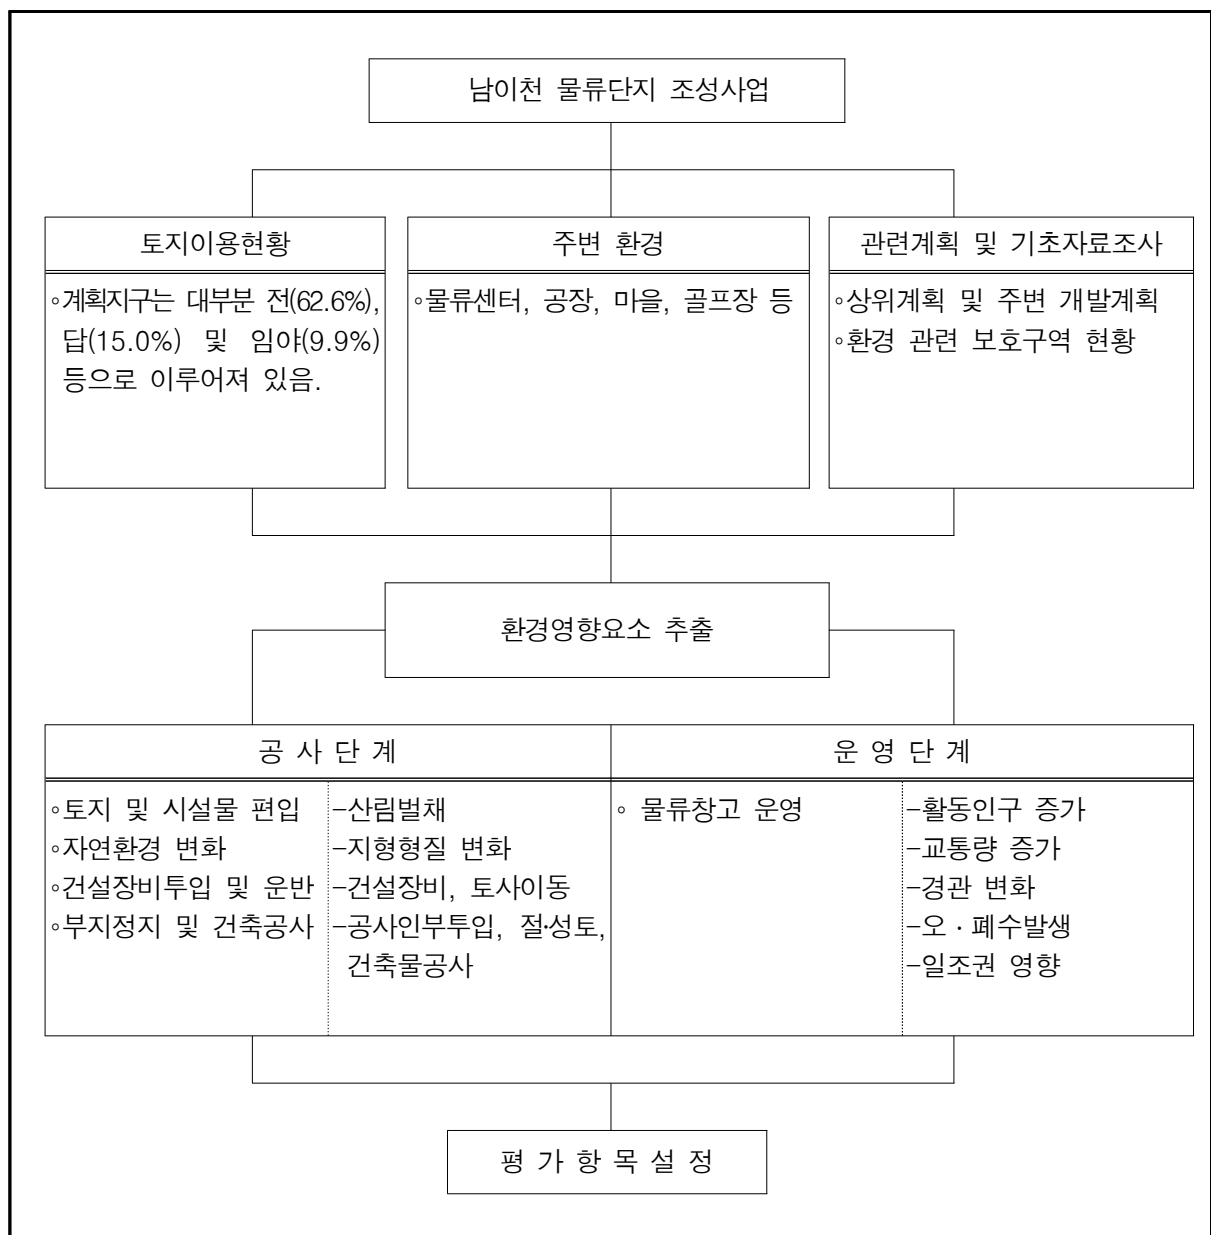 남이천 물류단지 조성사업
토지이용현황
◦계획지구는 대부분 전(62.6%),
답(15.0%) 및 임야(9.9%)
등으로 이루어져 있음.
주변 환경
◦물류센터, 공장, 마을, 골프장 등
관련계획 및 기초자료조사
◦상위계획 및 주변 개발계획
◦환경 관련 보호구역 현황
환경영향요소 추출
공 사 단 계
◦토지 및 시설물 편입
◦자연환경 변화
◦건설장비투입 및 운반
◦부지정지 및 건축공사
-산림벌채
-지형형질 변화
-건설장비, 토사이동
-공사인부투입, 절·성토,
건축물공사
운 영 단 계
◦ 물류창고 운영
-활동인구 증가
-교통량 증가
-경관 변화
-오·폐수발생
-일조권 영향
평 가 항 목 설 정